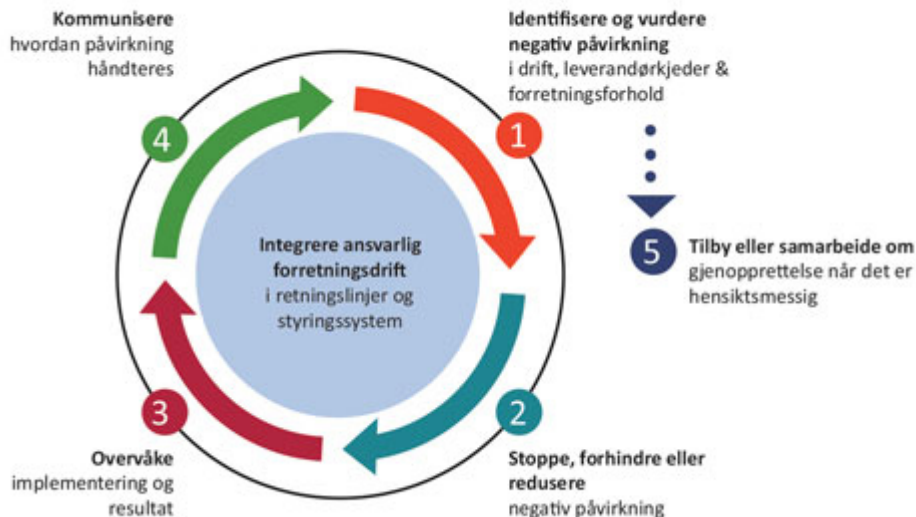 Kommunisere
hvordan påvirkning
håndteres
4
Identifisere og vurdere
negativ påvirkning
i drift, leverandørkjeder &
forretningsforhold
1
Integrere ansvarlig
forretningsdrift
i retningslinjer og
styringssystem
5
Tilby eller samarbeide om
gjenopprettelse når det er
hensiktsmessig
3
Overvåke
implementering og
resultat
2
Stoppe, forhindre eller
redusere
negativ påvirkning